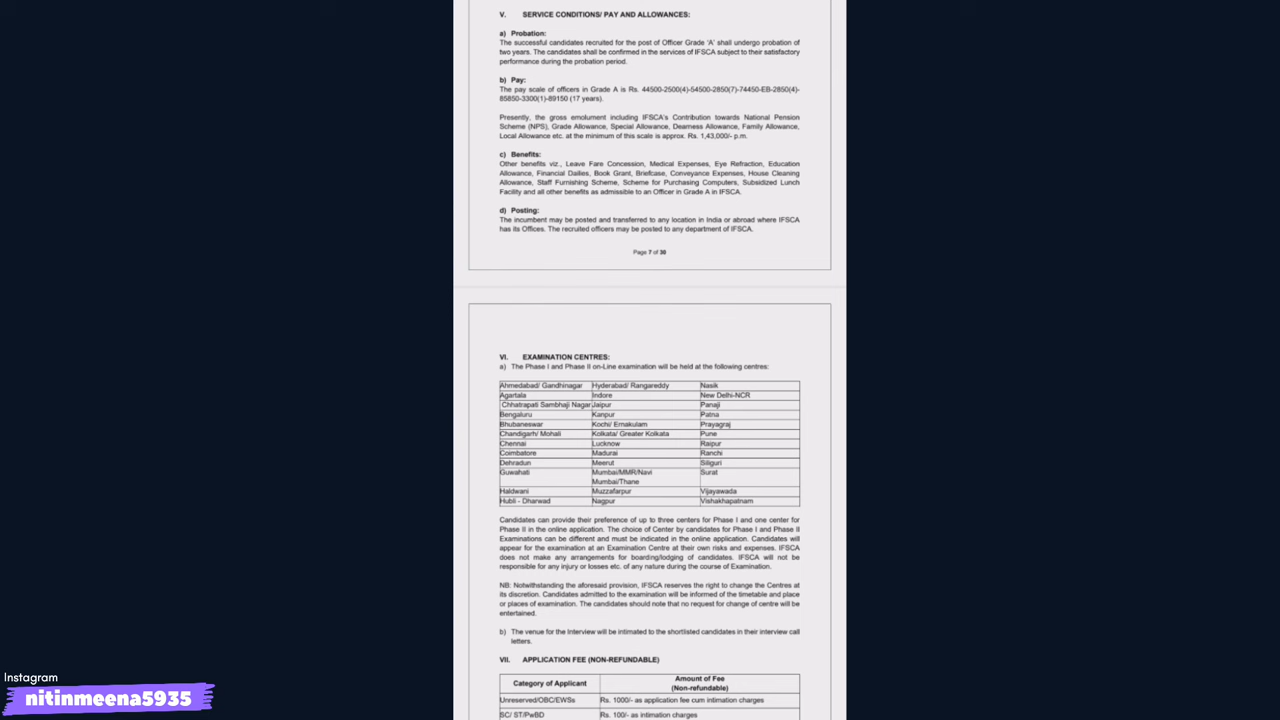 V. SERVICE CONDITIONS/ PAY AND ALLOWANCES:
a) Probation:
The successful candidates recruited for the post of Officer Grade 'A' shall undergo probation of
two years. The candidates shall be confirmed in the services of IFSCA subject to their satisfactory
performance during the probation period.
b) Pay:
The pay scale of officers in Grade A is Rs. 44500-2500(4)-54500-2850(7)-74450-EB-2850(4)-
85850-3300(1)-89150 (17 years).
Presently, the gross emolument including IFSCA's Contribution towards National Pension
Scheme (NPS), Grade Allowance, Special Allowance, Dearness Allowance, Family Allowance,
Local Allowance etc. at the minimum of this scale is approx. Rs. 1,43,000/- p.m.
c) Benefits:
Other benefits viz., Leave Fare Concession, Medical Expenses, Eye Refraction, Education
Allowance, Financial Dailies, Book Grant, Briefcase, Conveyance Expenses, House Cleaning
Allowance, Staff Furnishing Scheme, Scheme for Purchasing Computers, Subsidized Lunch
Facility and all other benefits as admissible to an Officer in Grade A in IFSCA.
d) Posting:
The incumbent may be posted and transferred to any location in India or abroad where IFSCA
has its Offices. The recruited officers may be posted to any department of IFSCA.
Page 7 of 30
VI. EXAMINATION CENTRES:
a) The Phase I and Phase II on-Line examination will be held at the following centres:
Ahmedabad/ Gandhinagar Hyderabad/ Rangareddy Nasik
Agartala Indore New Delhi-NCR
Chhatrapati Sambhaji Nagar Jaipur Panaji
Bengaluru Kanpur Patna
Bhubaneswar Kochi/ Ernakulam Prayagraj
Chandigarh/ Mohali Kolkata/ Greater Kolkata Pune
Chennai Lucknow Raipur
Coimbatore Madurai Ranchi
Dehradun Meerut Siliguri
Guwahati Mumbai/MMR/Navi Surat
Mumbai/Thane
Haldwani Muzzafarpur Vijayawada
Hubli - Dharwad Nagpur Vishakhapatnam
Candidates can provide their preference of up to three centers for Phase I and one center for
Phase II in the online application. The choice of Center by candidates for Phase I and Phase II
Examinations can be different and must be indicated in the online application. Candidates will
appear for the examination at an Examination Centre at their own risks and expenses. IFSCA
does not make any arrangements for boarding/lodging of candidates. IFSCA will not be
responsible for any injury or losses etc. of any nature during the course of Examination.
NB: Notwithstanding the aforesaid provision, IFSCA reserves the right to change the Centres at
its discretion. Candidates admitted to the examination will be informed of the timetable and place
or places of examination. The candidates should note that no request for change of centre will be
entertained.
b) The venue for the Interview will be intimated to the shortlisted candidates in their interview call
letters.
VII. APPLICATION FEE (NON-REFUNDABLE)
Category of Applicant Amount of Fee
(Non-refundable)
Unreserved/OBC/EWSs Rs. 1000/- as application fee cum intimation charges
SC/ ST/PwBD Rs. 100/- as intimation charges
Instagram
nitinmeena5935